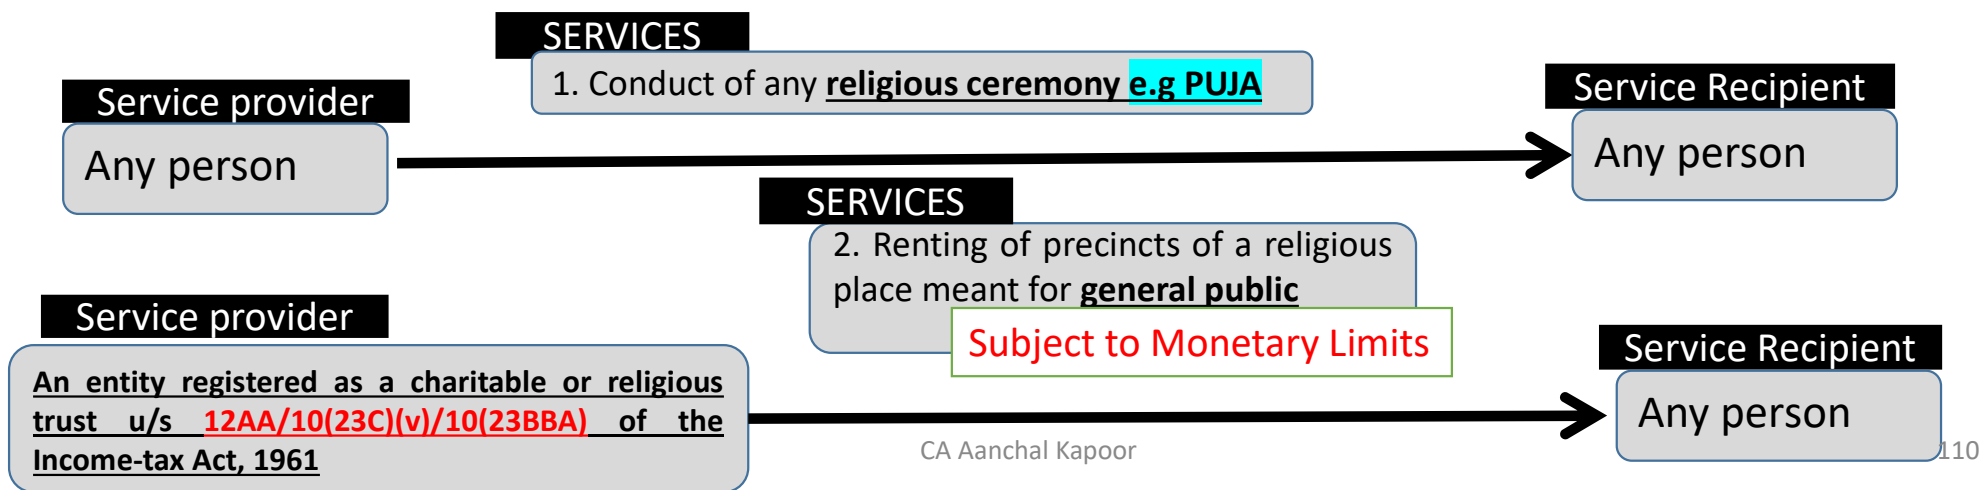 SERVICES
1. Conduct of any religious ceremony e.g PUJA
Service provider
Any person
Service Recipient
Any person
SERVICES
2. Renting of precincts of a religious
place meant for general public
Subject to Monetary Limits
Service provider
An entity registered as a charitable or religious
trust u/s 12AA/10(23C)(v)/10(23BBA) of the
Income-tax Act, 1961
Service Recipient
Any person
CA Aanchal Kapoor
110